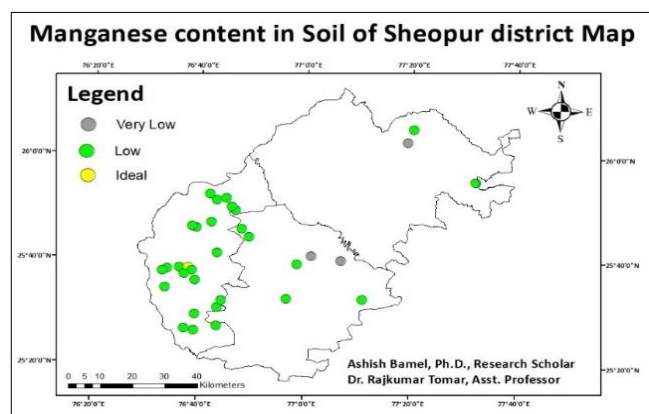 Manganese content in Soil of Sheopur district Map
76°20'0"E 76°40'0"E 77°0'0"E 77°20'0"E 77°40'0"E
Legend
Very Low
Low
Ideal
N
W E
S
26°0'0"N 26°0'0"N
25°40'0"N 25°40'0"N
25°20'0"N 25°20'0"N
Ashish Bamel, Ph.D., Research Scholar
Dr. Rajkumar Tomar, Asst. Professor
0 5 10 20 30 40
Kilometers
76°20'0"E 76°40'0"E 77°0'0"E 77°20'0"E